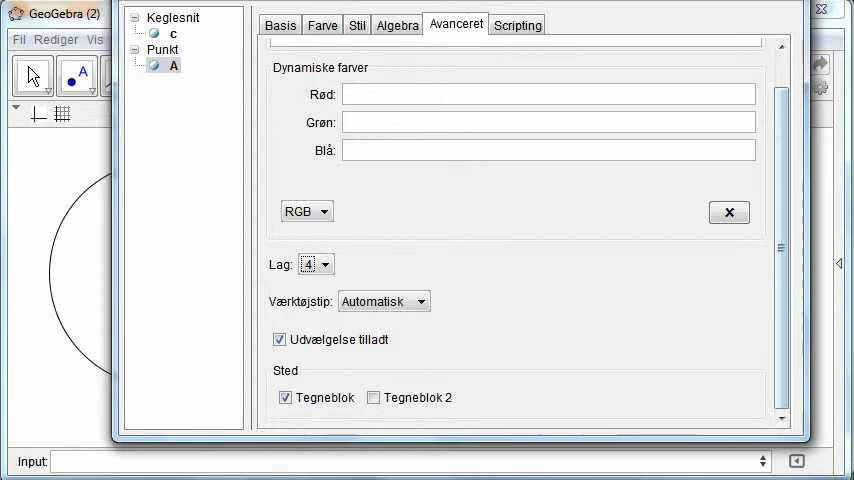 GeoGebra (2)
Fil Rediger Vis
A
Keglesnit
c
Punkt
A
Basis Farve Stil Algebra Avanceret Scripting
Dynamiske farver
Rød:
Grøn:
Blå:
RGB
Lag: 4
Værktøjstip: Automatisk
Udvælgelse tilladt
Sted
Tegneblok Tegneblok 2
Input: